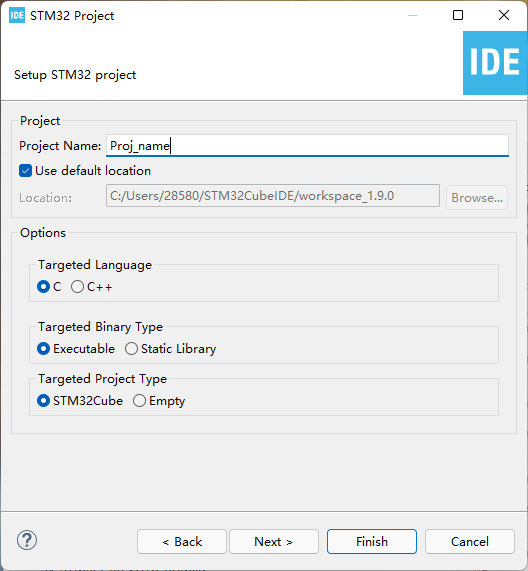 IDE STM32 Project
IDE
Setup STM32 project
Project
Project Name: Proj_name
Use default location
Location: C:/Users/28580/STM32CubeIDE/workspace_1.9.0 Browse...
Options
Targeted Language
C C++
Targeted Binary Type
Executable Static Library
Targeted Project Type
STM32Cube Empty
? < Back Next > Finish Cancel